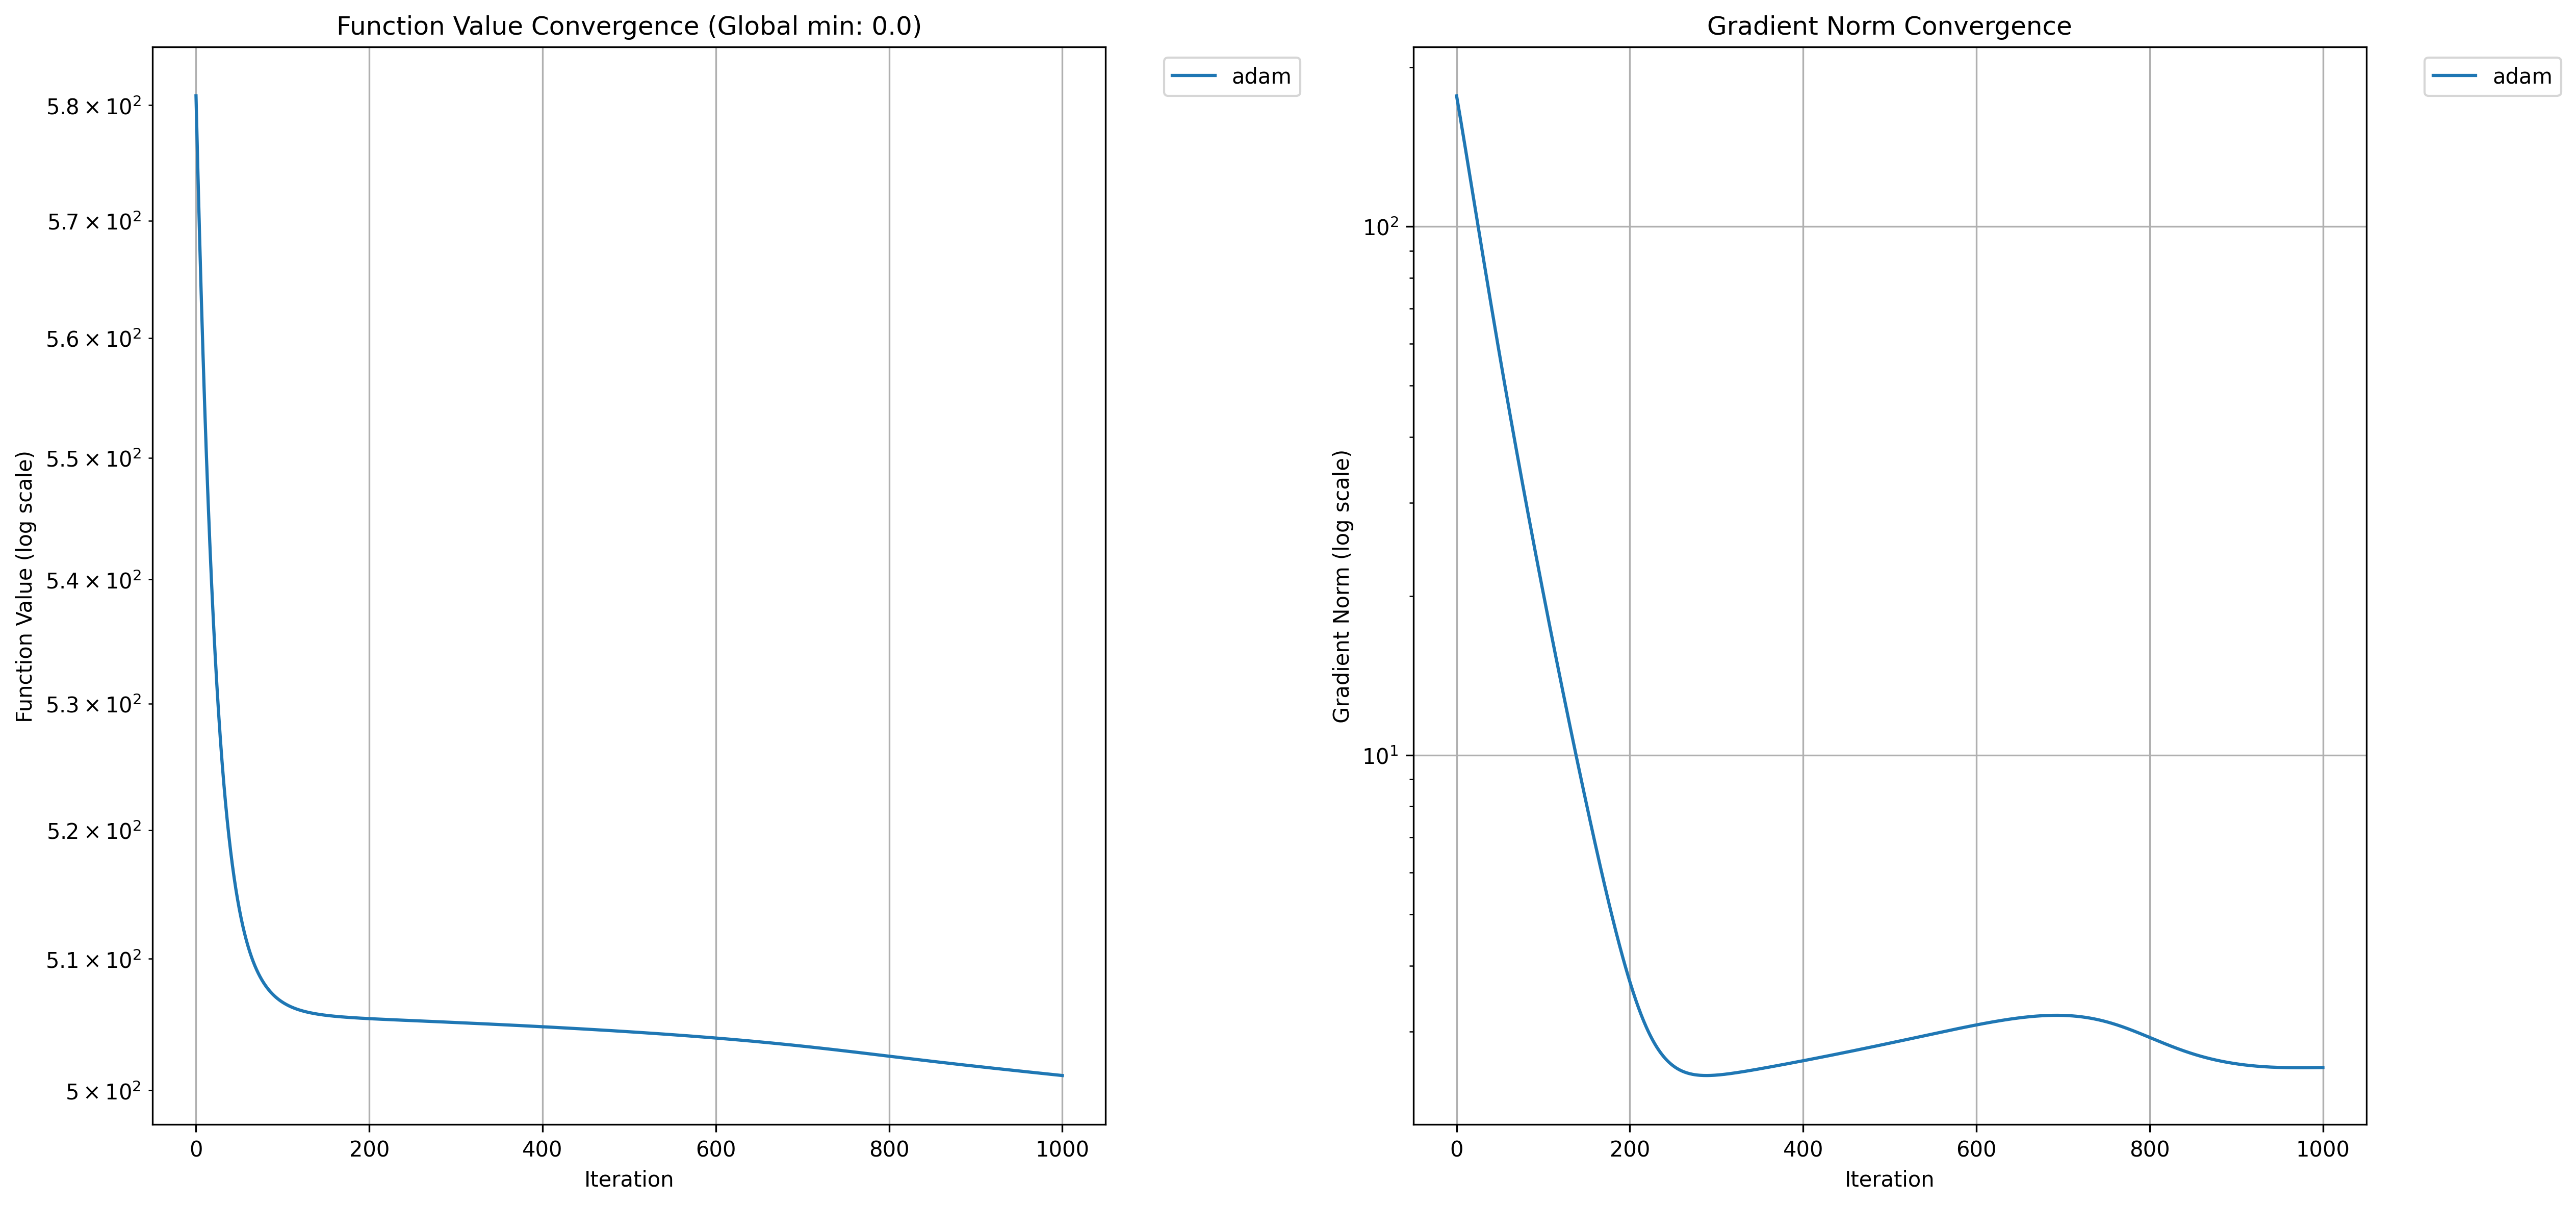 Function Value Convergence (Global min: 0.0)
adam
Function Value (log scale)
5.8 × 10²
5.7 × 10²
5.6 × 10²
5.5 × 10²
5.4 × 10²
5.3 × 10²
5.2 × 10²
5.1 × 10²
5 × 10²
0 200 400 600 800 1000
Iteration
Gradient Norm Convergence
adam
Gradient Norm (log scale)
10²
10¹
0 200 400 600 800 1000
Iteration